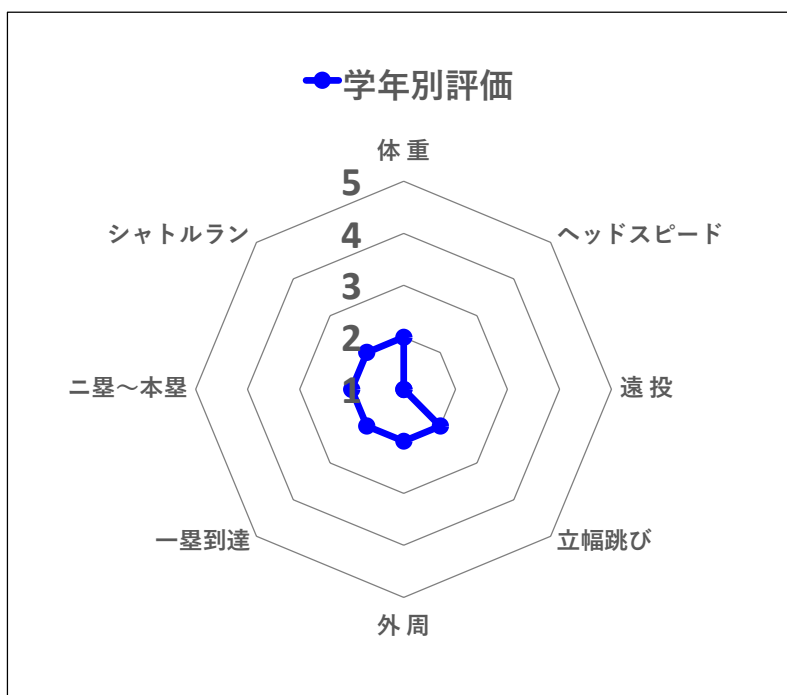 学年別評価
体 重
5
シャトルラン
ヘッドスピード
4
3
2
二塁〜本塁
1
遠 投
一塁到達
立幅跳び
外 周